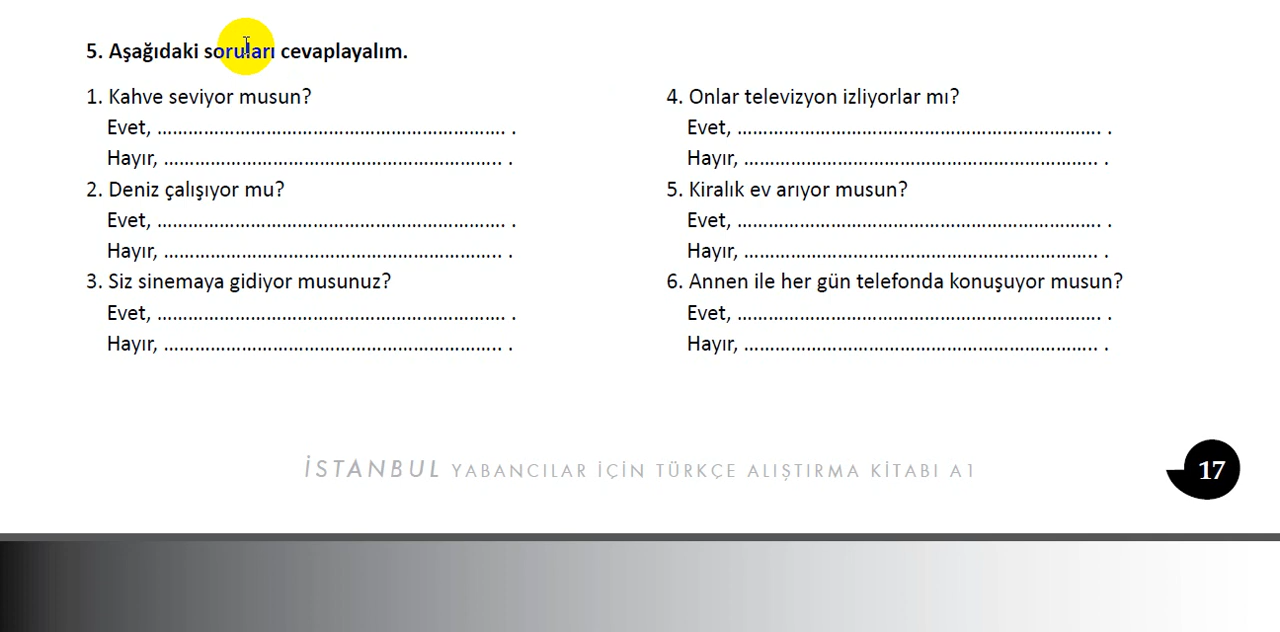 5. Aşağıdaki soruları cevaplayalım.
1. Kahve seviyor musun?
Evet, ................................................................... .
Hayır, ................................................................. .
2. Deniz çalışıyor mu?
Evet, ................................................................... .
Hayır, ................................................................. .
3. Siz sinemaya gidiyor musunuz?
Evet, ................................................................... .
Hayır, ................................................................. .
4. Onlar televizyon izliyorlar mı?
Evet, ...................................................................... .
Hayır, .................................................................... .
5. Kiralık ev arıyor musun?
Evet, ...................................................................... .
Hayır, .................................................................... .
6. Annen ile her gün telefonda konuşuyor musun?
Evet, ...................................................................... .
Hayır, .................................................................... .
İSTANBUL YABANCILAR İÇİN TÜRKÇE ALIŞTIRMA KİTABI A1
17